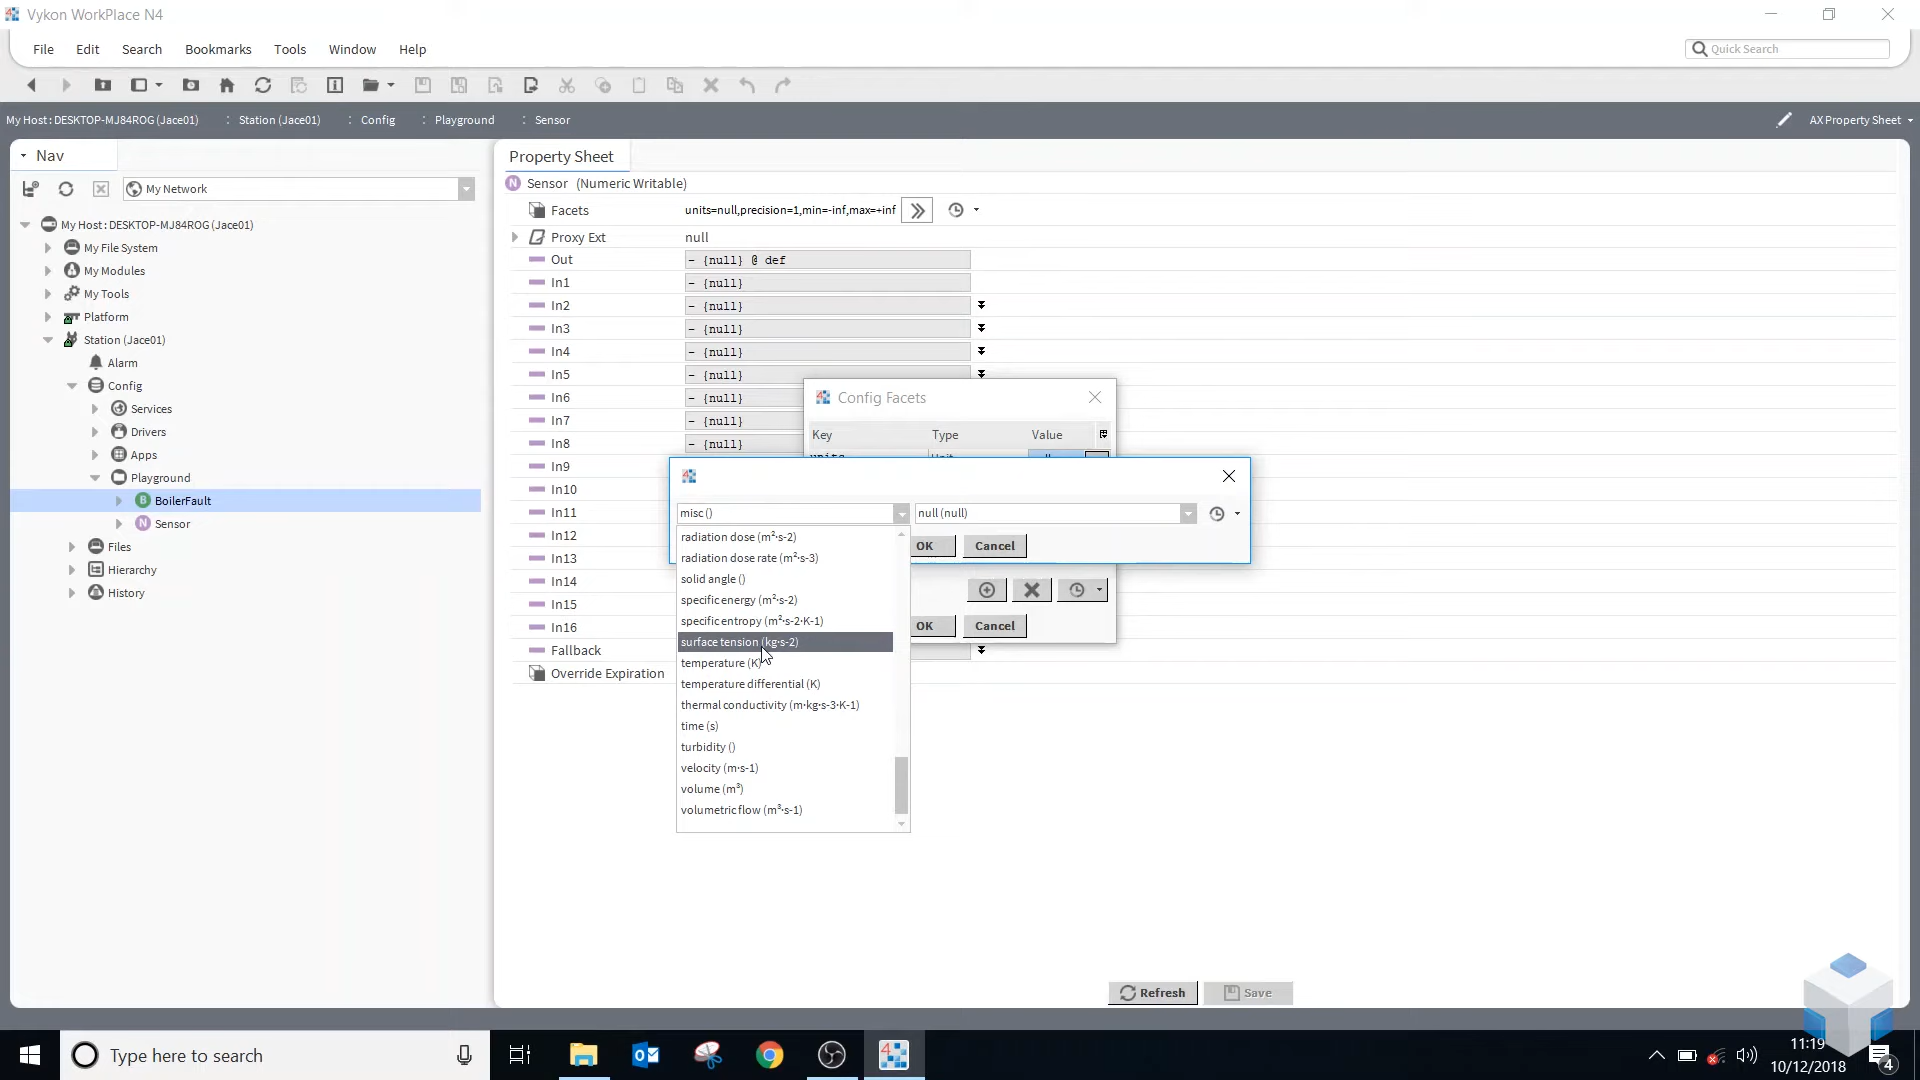 Vykon WorkPlace N4
File Edit Search Bookmarks Tools Window Help
Quick Search
My Host : DESKTOP-MJ84ROG (Jace01) : Station (Jace01) : Config : Playground : Sensor
AX Property Sheet
Nav
My Network
My Host : DESKTOP-MJ84ROG (Jace01)
My File System
My Modules
My Tools
Platform
Station (Jace01)
Alarm
Config
Services
Drivers
Apps
Playground
BoilerFault
Sensor
Files
Hierarchy
History
Property Sheet
Sensor (Numeric Writable)
Facets units=null,precision=1,min=-inf,max=+inf
Proxy Ext null
Out - {null} @ def
In1 - {null}
In2 - {null}
In3 - {null}
In4 - {null}
In5 - {null}
In6 - {null}
In7 - {null}
In8 - {null}
In9
In10
In11
In12
In13
In14
In15
In16
Fallback
Override Expiration
Config Facets
Key Type Value
misc () null (null)
OK Cancel
radiation dose (m²·s-2)
radiation dose rate (m²·s-3)
solid angle ()
specific energy (m²·s-2)
specific entropy (m²·s-2·K-1)
surface tension (kg·s-2)
temperature (K)
temperature differential (K)
thermal conductivity (m·kg·s-3·K-1)
time (s)
turbidity ()
velocity (m·s-1)
volume (m³)
volumetric flow (m³·s-1)
OK Cancel
Refresh Save
Type here to search
11:19
10/12/2018
4